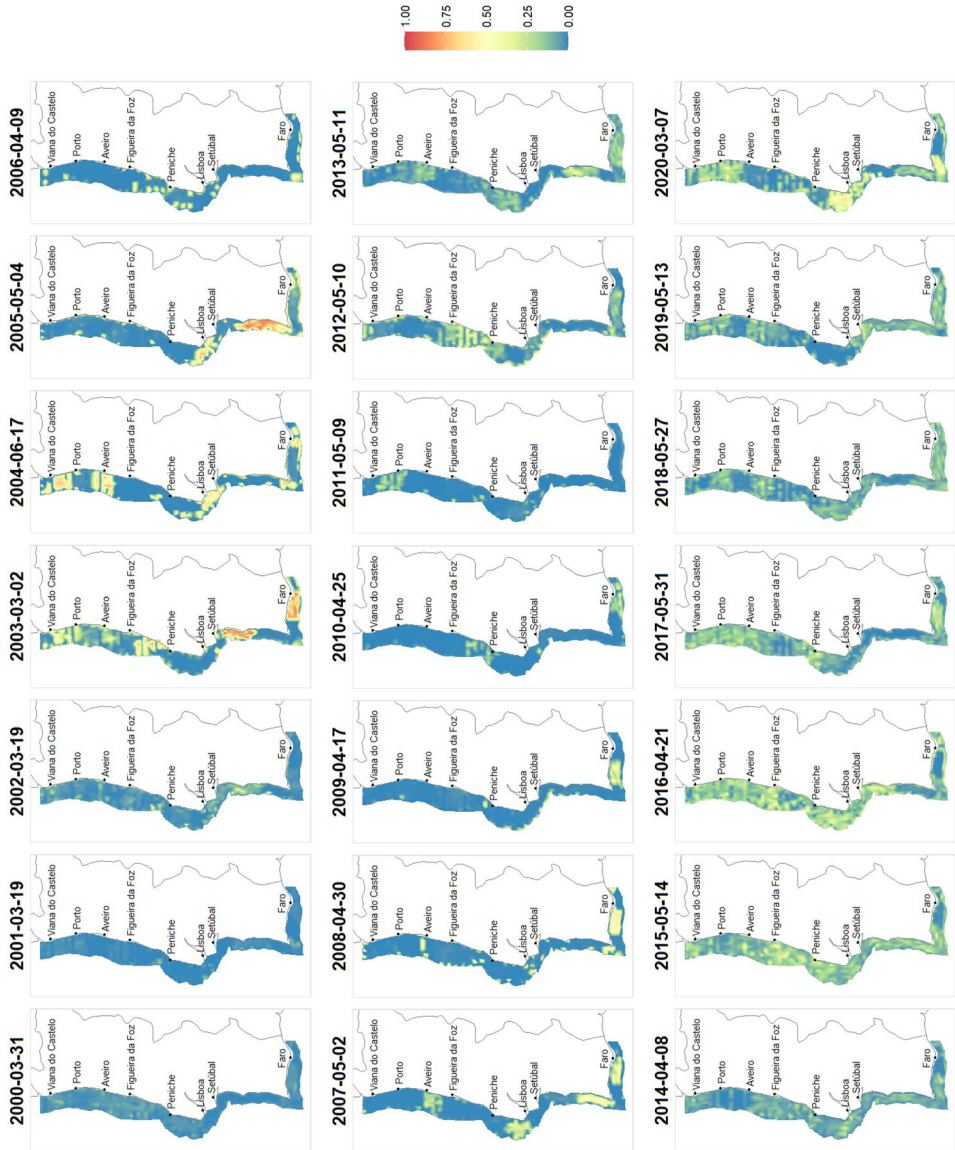 2000-03-31
Viana do Castelo
Porto
Aveiro
Figueira da Foz
Peniche
Lisboa
Setúbal
Faro
2001-03-19
Viana do Castelo
Porto
Aveiro
Figueira da Foz
Peniche
Lisboa
Setúbal
Faro
2002-03-19
Viana do Castelo
Porto
Aveiro
Figueira da Foz
Peniche
Lisboa
Setúbal
Faro
2003-03-02
Viana do Castelo
Porto
Aveiro
Figueira da Foz
Peniche
Lisboa
Setúbal
Faro
2004-06-17
Viana do Castelo
Porto
Aveiro
Figueira da Foz
Peniche
Lisboa
Setúbal
Faro
2005-05-04
Viana do Castelo
Porto
Aveiro
Figueira da Foz
Peniche
Lisboa
Setúbal
Faro
2006-04-09
Viana do Castelo
Porto
Aveiro
Figueira da Foz
Peniche
Lisboa
Setúbal
Faro
2007-05-02
Viana do Castelo
Porto
Aveiro
Figueira da Foz
Peniche
Lisboa
Setúbal
Faro
2008-04-30
Viana do Castelo
Porto
Aveiro
Figueira da Foz
Peniche
Lisboa
Setúbal
Faro
2009-04-17
Viana do Castelo
Porto
Aveiro
Figueira da Foz
Peniche
Lisboa
Setúbal
Faro
2010-04-25
Viana do Castelo
Porto
Aveiro
Figueira da Foz
Peniche
Lisboa
Setúbal
Faro
2011-05-09
Viana do Castelo
Porto
Aveiro
Figueira da Foz
Peniche
Lisboa
Setúbal
Faro
2012-05-10
Viana do Castelo
Porto
Aveiro
Figueira da Foz
Peniche
Lisboa
Setúbal
Faro
2013-05-11
Viana do Castelo
Porto
Aveiro
Figueira da Foz
Peniche
Lisboa
Setúbal
Faro
2014-04-08
Viana do Castelo
Porto
Aveiro
Figueira da Foz
Peniche
Lisboa
Setúbal
Faro
2015-05-14
Viana do Castelo
Porto
Aveiro
Figueira da Foz
Peniche
Lisboa
Setúbal
Faro
2016-04-21
Viana do Castelo
Porto
Aveiro
Figueira da Foz
Peniche
Lisboa
Setúbal
Faro
2017-05-31
Viana do Castelo
Porto
Aveiro
Figueira da Foz
Peniche
Lisboa
Setúbal
Faro
2018-05-27
Viana do Castelo
Porto
Aveiro
Figueira da Foz
Peniche
Lisboa
Setúbal
Faro
2019-05-13
Viana do Castelo
Porto
Aveiro
Figueira da Foz
Peniche
Lisboa
Setúbal
Faro
2020-03-07
Viana do Castelo
Porto
Aveiro
Figueira da Foz
Peniche
Lisboa
Setúbal
Faro
1.00
0.75
0.50
0.25
0.00